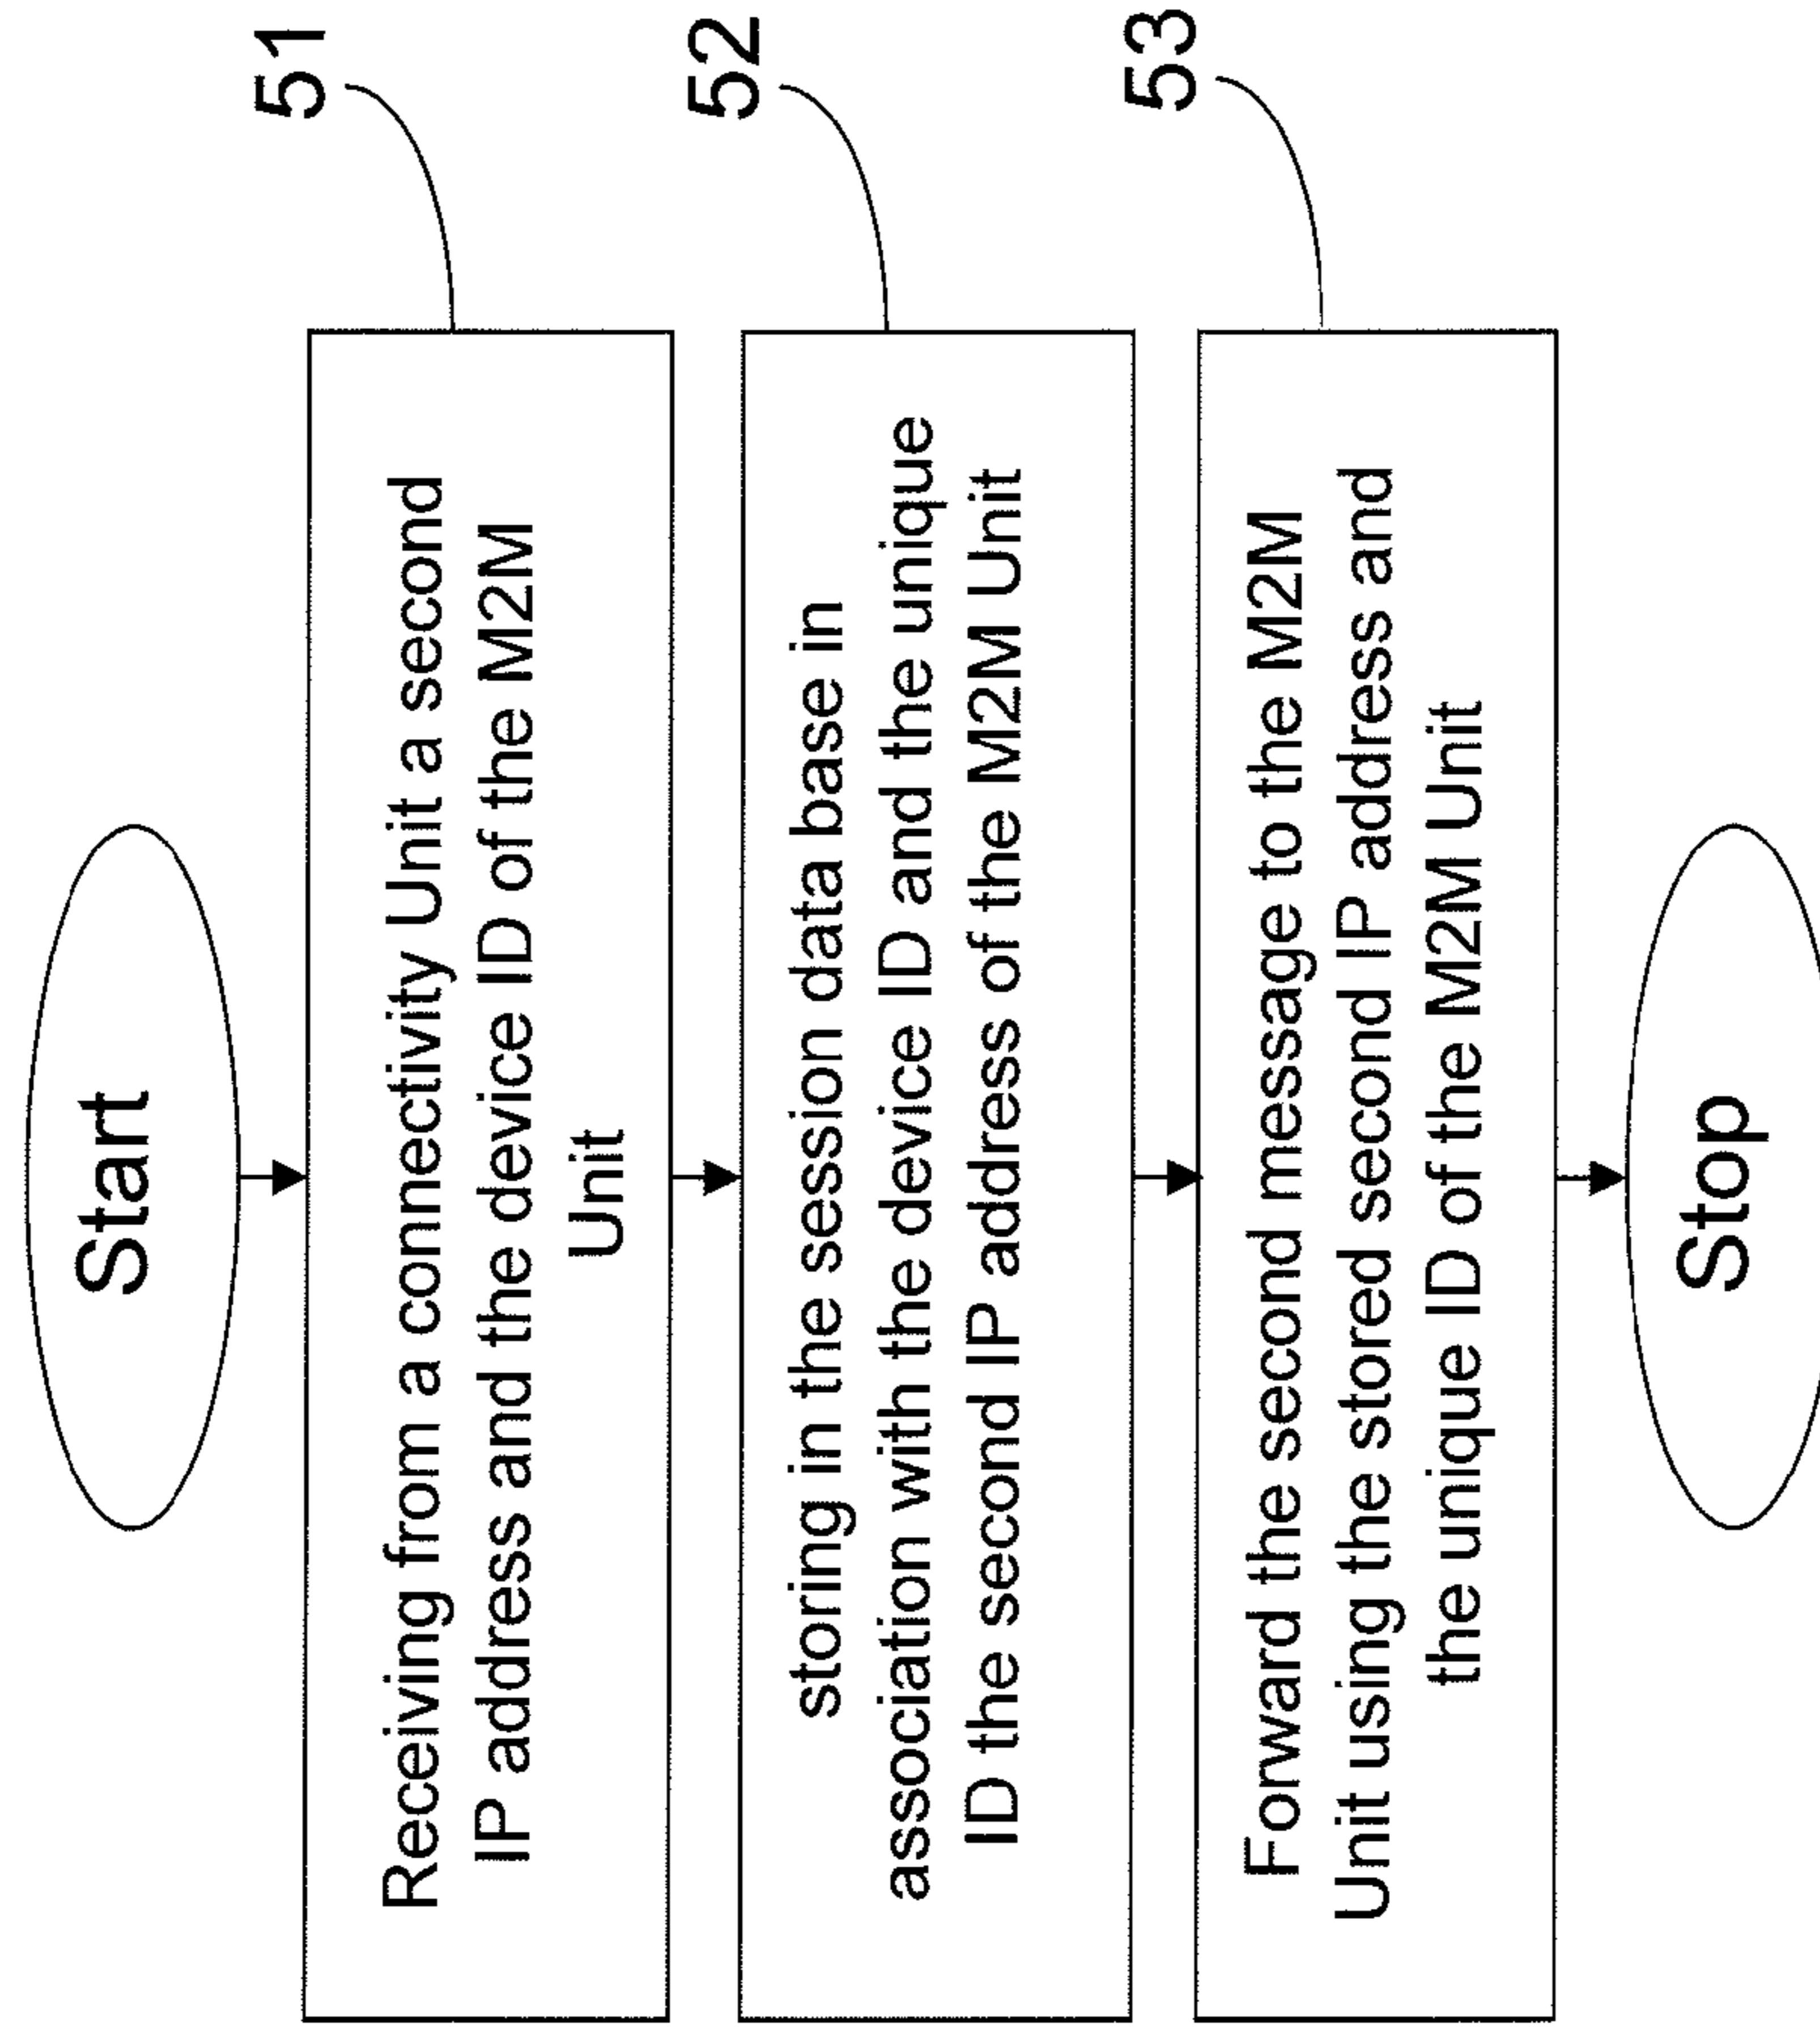 Start
51
Receiving from a connectivity Unit a second
IP address and the device ID of the M2M
Unit
52
storing in the session data base in
association with the device ID and the unique
ID the second IP address of the M2M Unit
53
Forward the second message to the M2M
Unit using the stored second IP address and
the unique ID of the M2M Unit
Stop